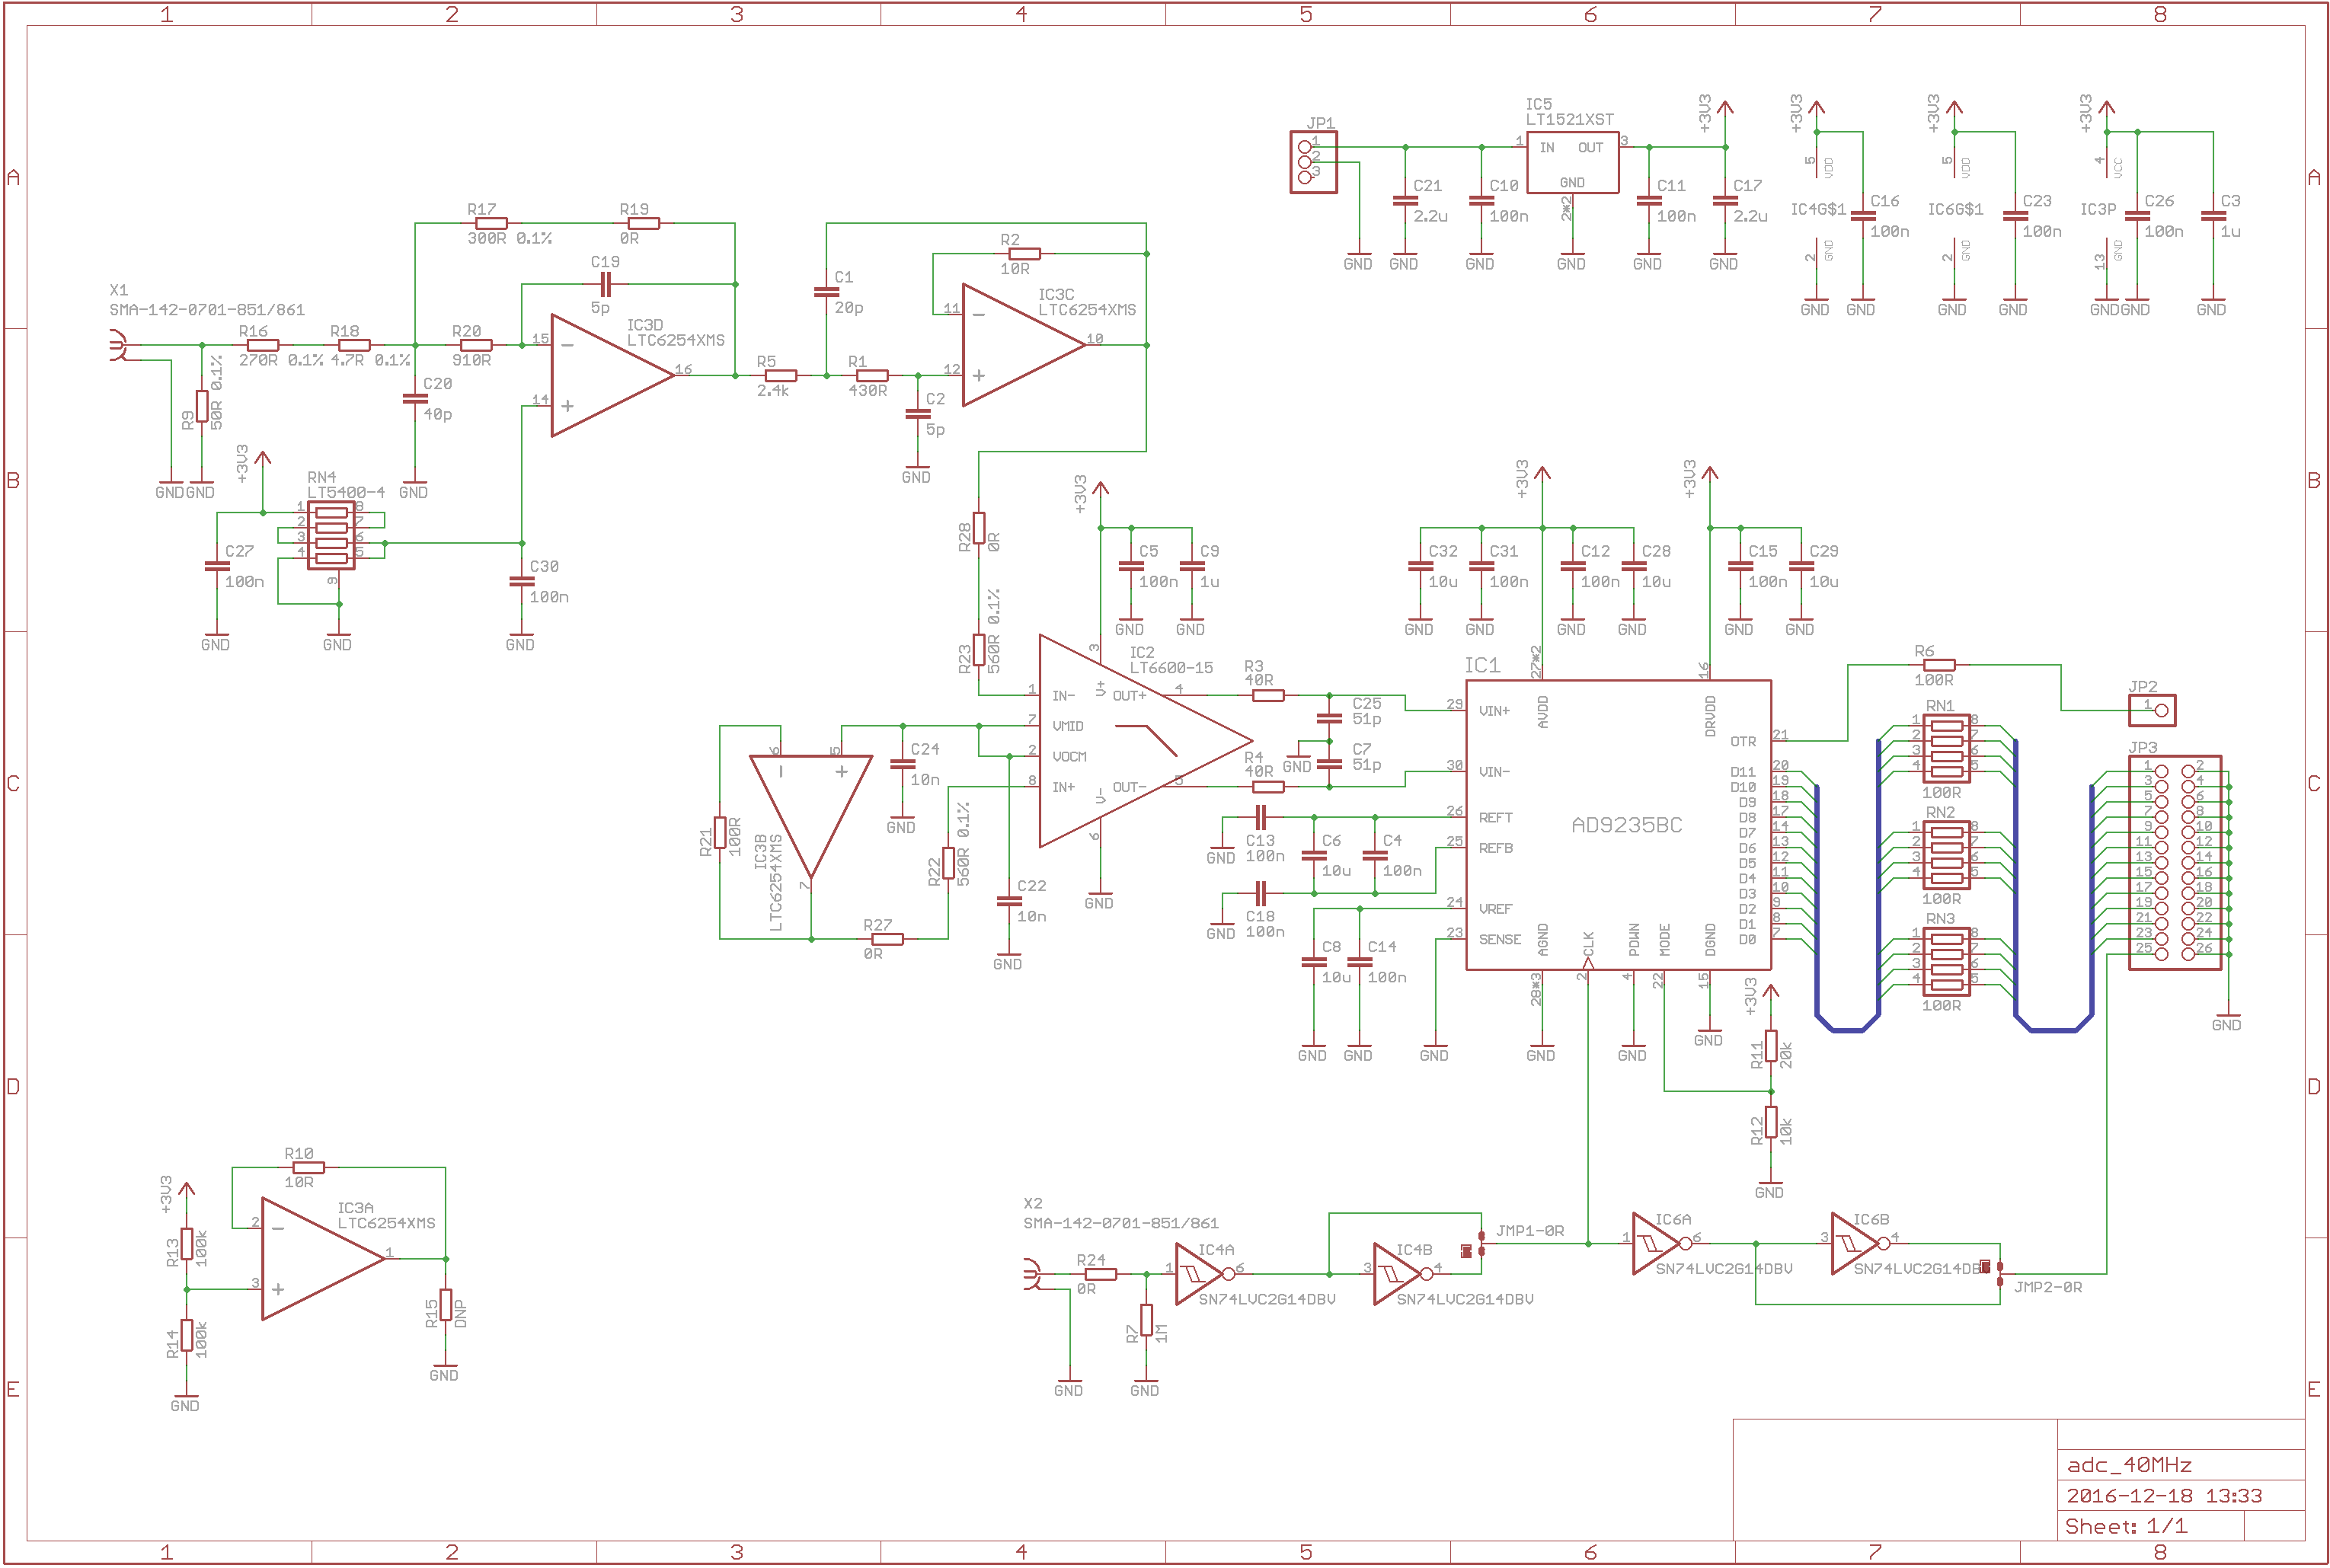 1 2 3 4 5 6 7 8
A
B
C
D
E
A
B
C
D
E
1 2 3 4 5 6 7 8
X1
SMA-142-0701-851/861
R16
270R 0.1%
R18
4.7R 0.1%
R9
50R 0.1%
GND
GND
R17
300R 0.1%
R19
0R
C19
5p
R20
910R
C20
40p
GND
15
14
16
IC3D
LTC6254XMS
+3V3
RN4
LT5400-4
1
2
3
4
8
7
6
5
9
C27
100n
GND
GND
C30
100n
GND
R5
2.4k
C1
20p
R1
430R
C2
5p
GND
R2
10R
11
12
10
IC3C
LTC6254XMS
R28
0R
R23
560R 0.1%
+3V3
C5
100n
GND
C9
1u
GND
IC2
LT6600-15
1 IN-
7 VMID
2 VOCM
8 IN+
3 V+
6 V-
OUT+ 4
OUT- 5
GND
R21
100R
IC3B
LTC6254XMS
6
5
7
C24
10n
GND
R22
560R 0.1%
R27
0R
C22
10n
GND
R3
40R
R4
40R
C25
51p
C7
51p
GND
C13
100n
GND
C18
100n
GND
C6
10u
C4
100n
C8
10u
GND
C14
100n
GND
GND
JP1
1
2
3
GND
C21
2.2u
GND
C10
100n
GND
IC5
LT1521XST
1 IN
OUT 3
GND
2*2
GND
C11
100n
GND
+3V3
C17
2.2u
GND
+3V3
5 VDD
IC4G$1
2 GND
GND
C16
100n
GND
+3V3
5 VDD
IC6G$1
2 GND
GND
C23
100n
GND
+3V3
4 VCC
IC3P
13 GND
GND
C26
100n
GND
C3
1u
GND
+3V3
C32
10u
GND
C31
100n
GND
C12
100n
GND
C28
10u
GND
+3V3
C15
100n
GND
C29
10u
GND
IC1
AD9235BC
29 VIN+
30 VIN-
26 REFT
25 REFB
24 VREF
23 SENSE
27*2 AVDD
16 DRVDD
OTR 21
D11 20
D10 19
D9 18
D8 17
D7 14
D6 13
D5 12
D4 11
D3 10
D2 9
D1 8
D0 7
AGND 28*3
CLK 2
PDWN 4
MODE 22
DGND 15
GND
GND
GND
+3V3
R11
20k
R12
10k
GND
R6
100R
RN1
1 8
2 7
3 6
4 5
100R
RN2
1 8
2 7
3 6
4 5
100R
RN3
1 8
2 7
3 6
4 5
100R
JP2
1
JP3
1 2
3 4
5 6
7 8
9 10
11 12
13 14
15 16
17 18
19 20
21 22
23 24
25 26
GND
R10
10R
+3V3
R13
100k
R14
100k
GND
2
3
1
IC3A
LTC6254XMS
R15
DNP
GND
X2
SMA-142-0701-851/861
R24
0R
GND
R7
1M
GND
1
IC4A
6
SN74LVC2G14DBV
3
IC4B
4
SN74LVC2G14DBV
JMP1-0R
1
IC6A
6
SN74LVC2G14DBV
3
IC6B
4
SN74LVC2G14DB
JMP2-0R
adc_40MHz
2016-12-18 13:33
Sheet: 1/1